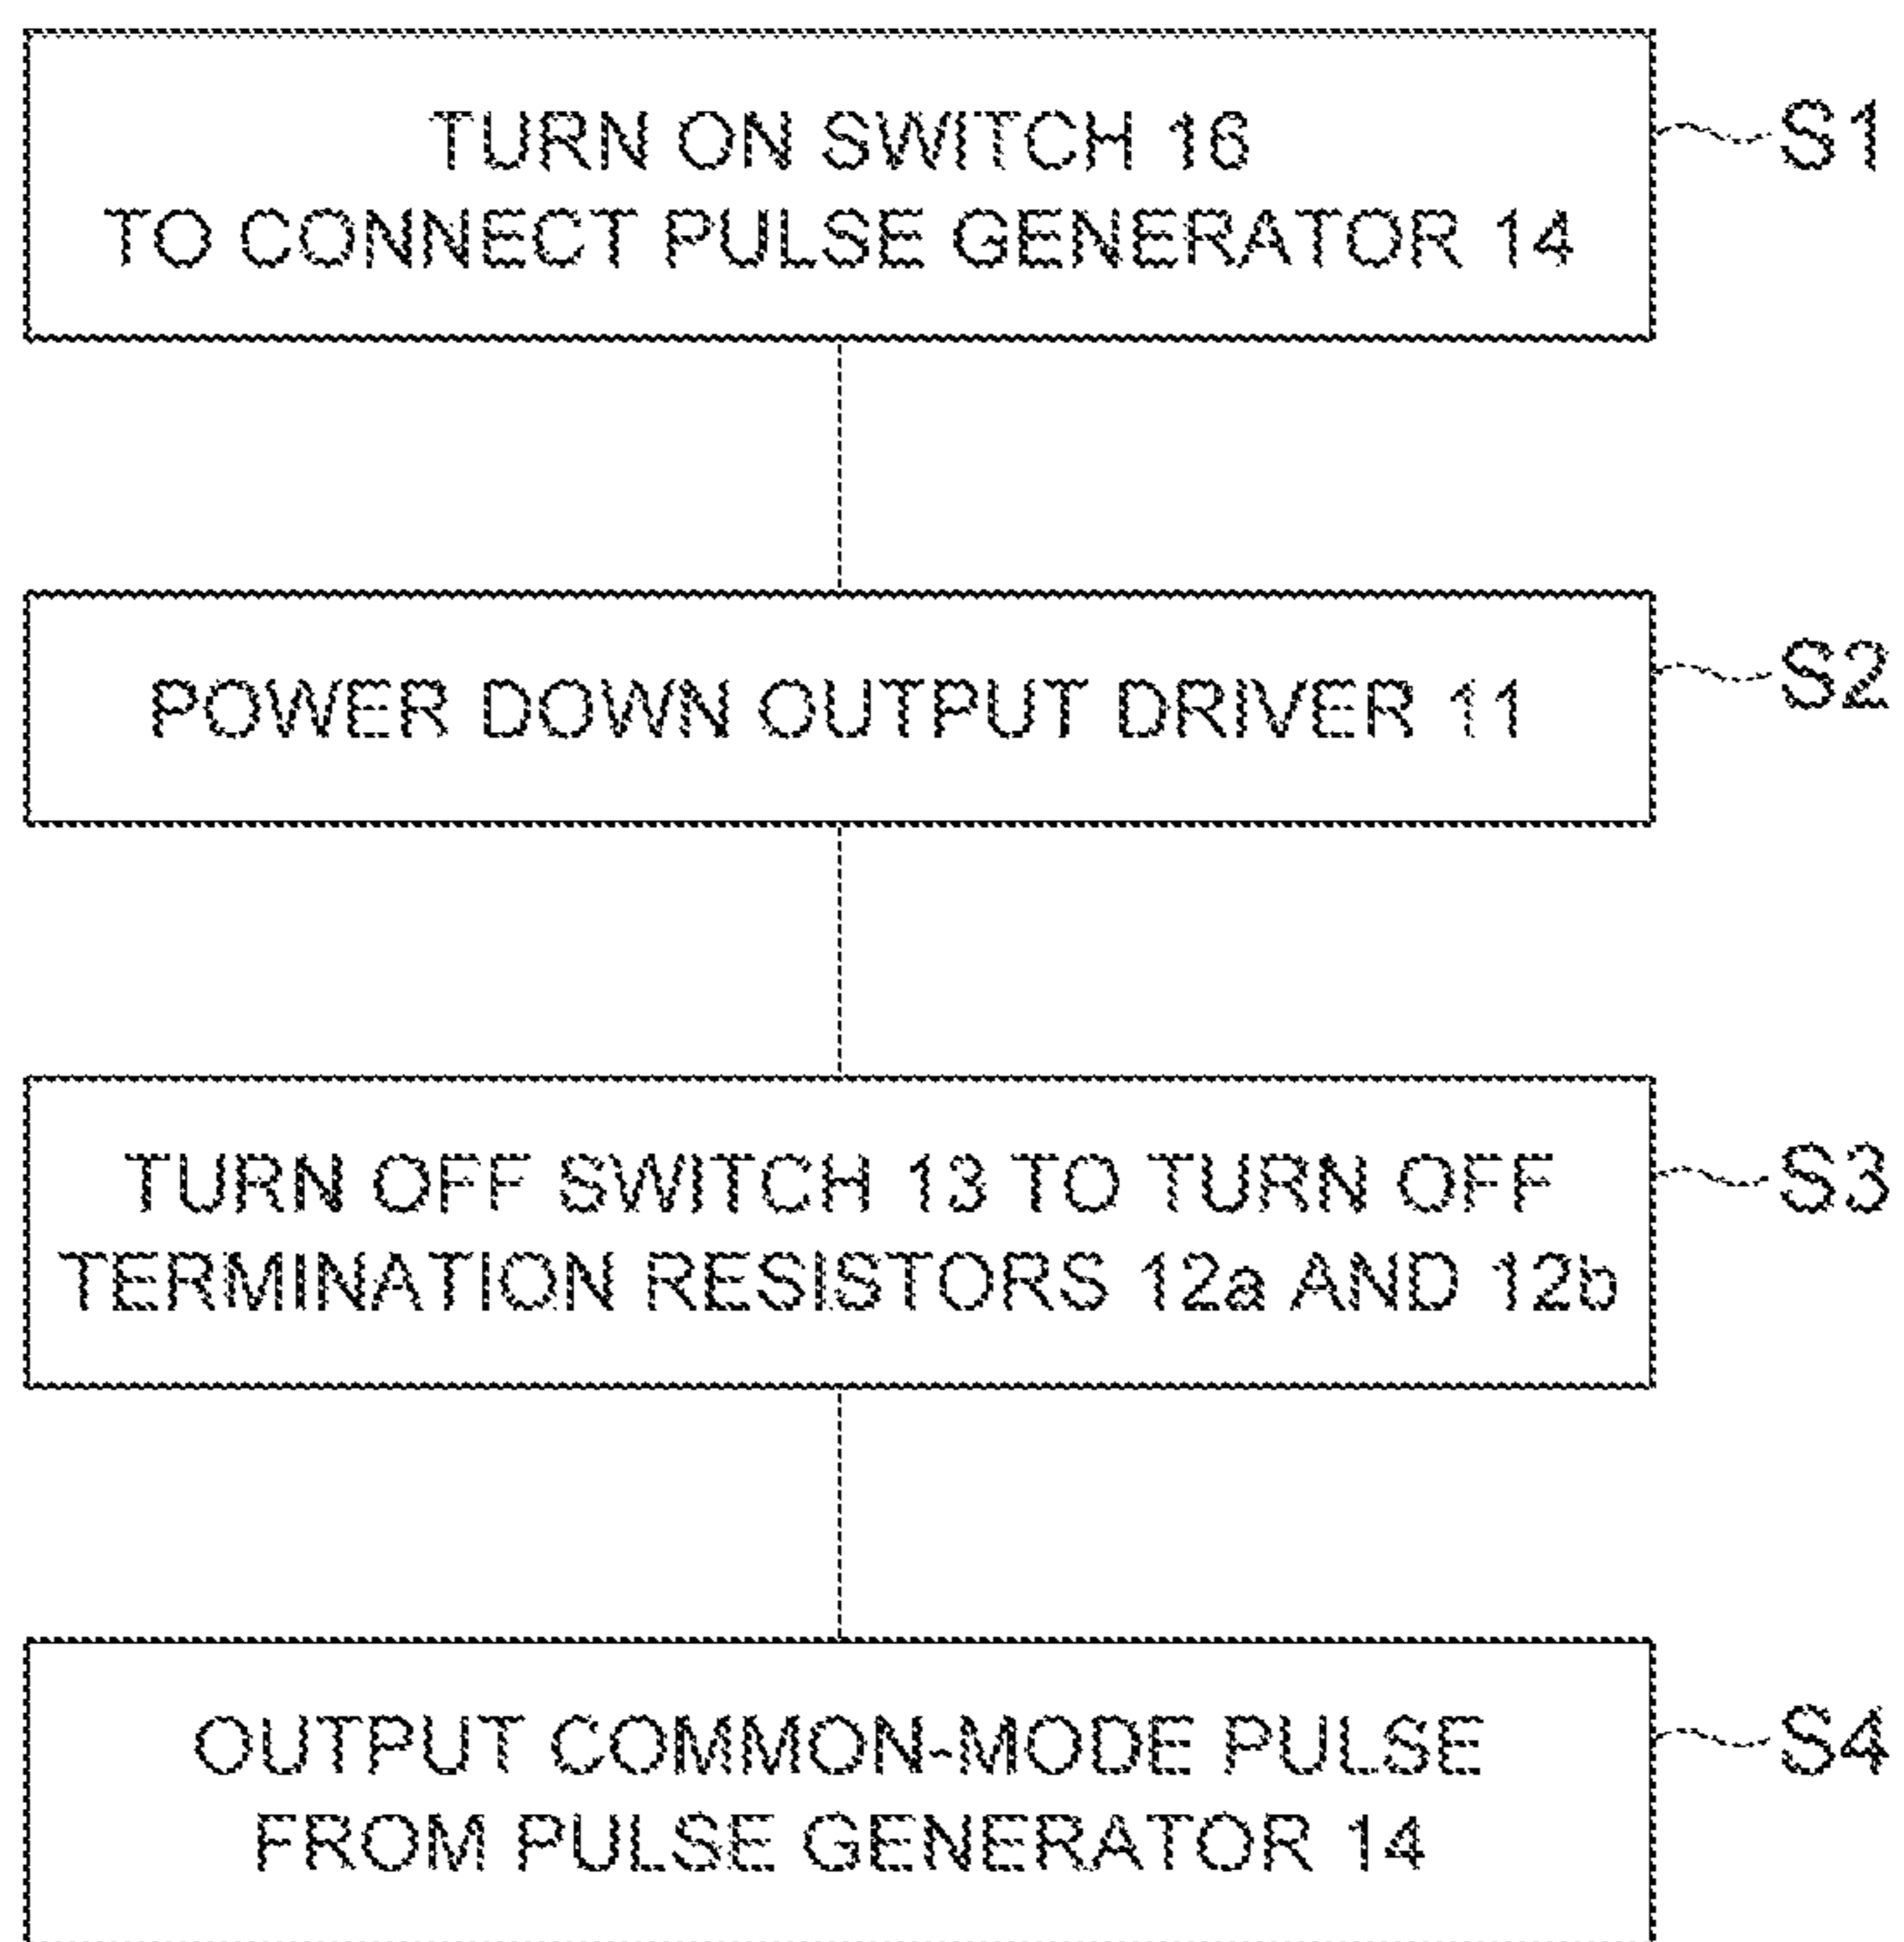 TURN ON SWITCH 16
TO CONNECT PULSE GENERATOR 14
S1
POWER DOWN OUTPUT DRIVER 11
S2
TURN OFF SWITCH 13 TO TURN OFF
TERMINATION RESISTORS 12a AND 12b
S3
OUTPUT COMMON-MODE PULSE
FROM PULSE GENERATOR 14
S4